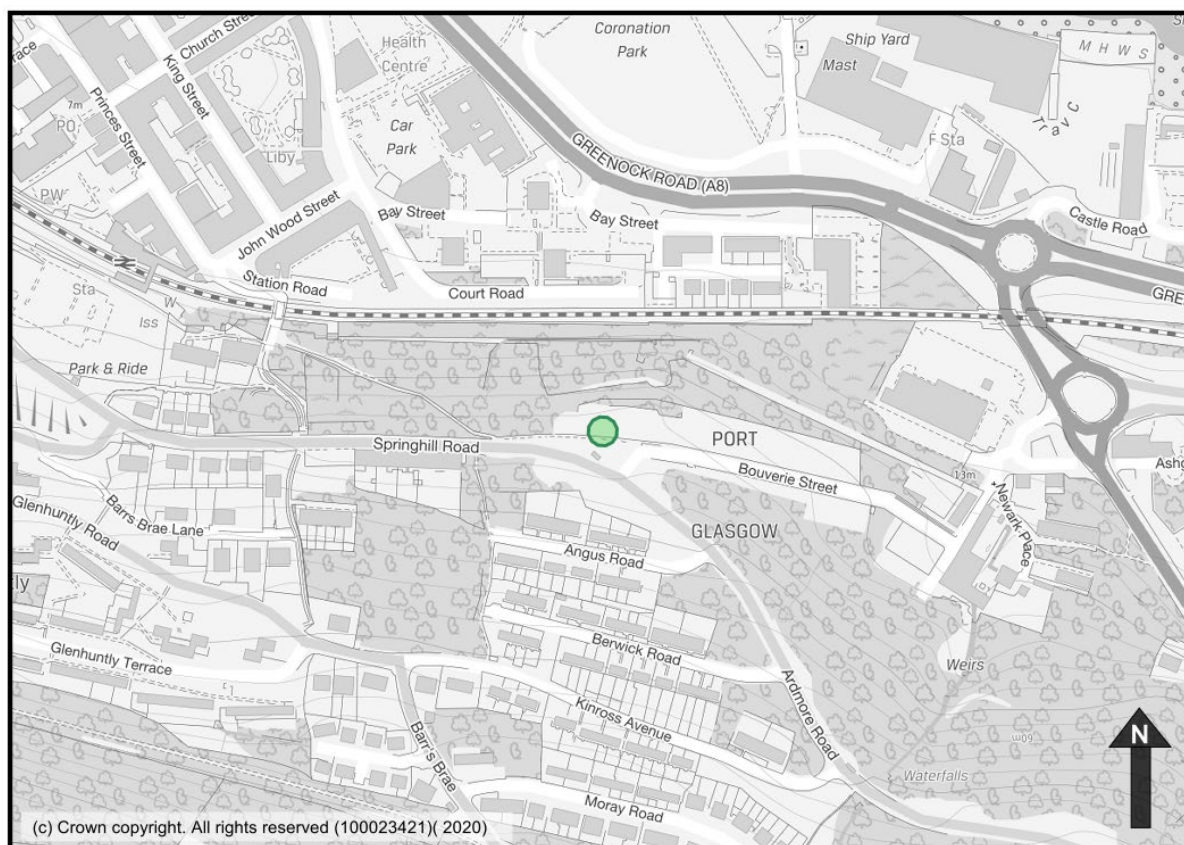 Church Street
King Street
Princes Street
7m
PO
PW
Liby
Health
Centre
Car
Park
Coronation
Park
Ship Yard
Mast
M H W S
Trav C
F Sta
GREENOCK ROAD (A8)
Castle Road
Bay Street
Bay Street
John Wood Street
Station Road
Court Road
Sta
W
Iss
Park & Ride
Springhill Road
PORT
GLASGOW
Bouverie Street
13m
Newark Place
Barrs Brae Lane
Glenhuntly Road
Angus Road
Berwick Road
Glenhuntly Terrace
Kinross Avenue
Ardmore Road
Barr's Brae
Moray Road
Weirs
60m
Waterfalls
N
(c) Crown copyright. All rights reserved (100023421)( 2020)